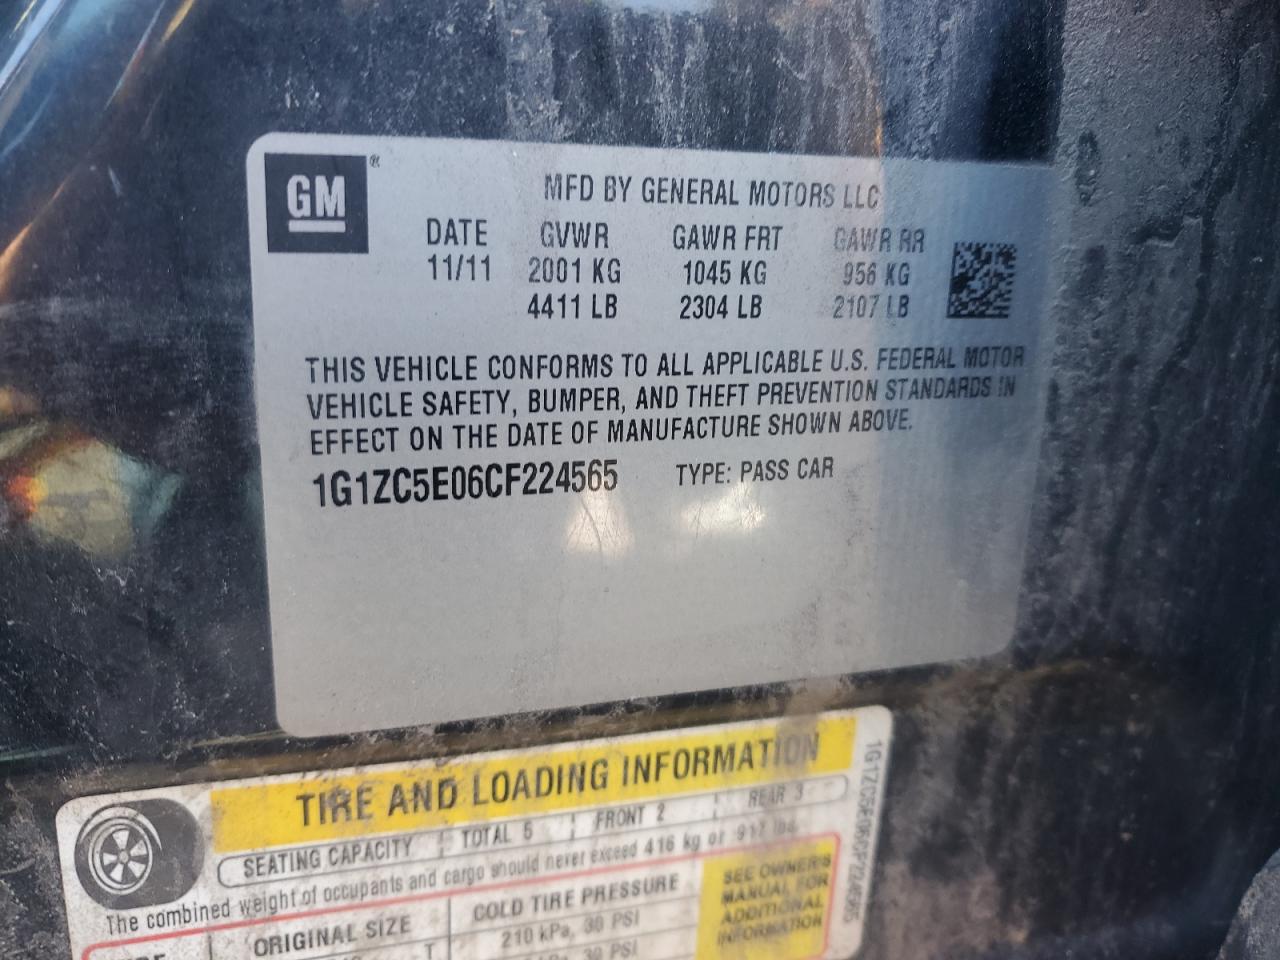 GM ®
MFD BY GENERAL MOTORS LLC
DATE GVWR GAWR FRT GAWR RR
11/11 2001 KG 1045 KG 956 KG
4411 LB 2304 LB 2107 LB
THIS VEHICLE CONFORMS TO ALL APPLICABLE U.S. FEDERAL MOTOR
VEHICLE SAFETY, BUMPER, AND THEFT PREVENTION STANDARDS IN
EFFECT ON THE DATE OF MANUFACTURE SHOWN ABOVE.
1G1ZC5E06CF224565 TYPE: PASS CAR
TIRE AND LOADING INFORMATION
SEATING CAPACITY TOTAL 5 FRONT 2 REAR 3
The combined weight of occupants and cargo should never exceed 416 kg or 917 lbs.
ORIGINAL SIZE COLD TIRE PRESSURE
210 kPa, 30 PSI
30 PSI
SEE OWNER'S
MANUAL FOR
ADDITIONAL
INFORMATION
1G1ZC5E06CF224565